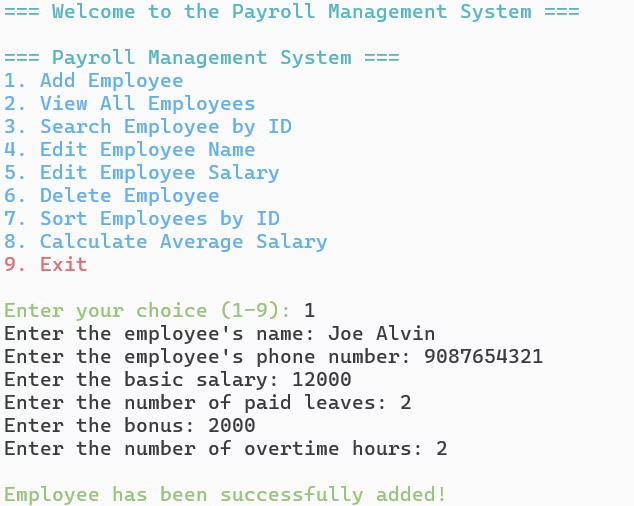 === Welcome to the Payroll Management System ===
=== Payroll Management System ===
1. Add Employee
2. View All Employees
3. Search Employee by ID
4. Edit Employee Name
5. Edit Employee Salary
6. Delete Employee
7. Sort Employees by ID
8. Calculate Average Salary
9. Exit
Enter your choice (1-9): 1
Enter the employee's name: Joe Alvin
Enter the employee's phone number: 9087654321
Enter the basic salary: 12000
Enter the number of paid leaves: 2
Enter the bonus: 2000
Enter the number of overtime hours: 2
Employee has been successfully added!